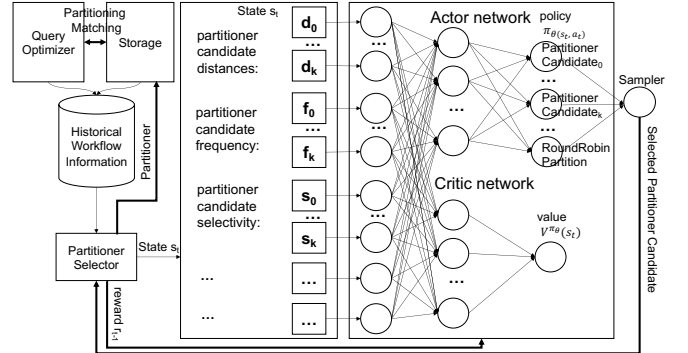 Partitioning
Matching
Query
Optimizer
Storage
Historical
Workflow
Information
Partitioner
Partitioner
Selector
State sₜ
reward rₜ₋₁
State sₜ
partitioner
candidate
distances:
partitioner
candidate
frequency:
partitioner
candidate
selectivity:
...
...
d₀
...
dₖ
f₀
...
fₖ
s₀
...
sₖ
...
...
...
...
...
Actor network
...
Critic network
...
policy
π_θ(sₜ, aₜ)
Partitioner
Candidate₀
...
Partitioner
Candidateₖ
...
RoundRobin
Partition
value
V^π_θ(sₜ)
Sampler
Selected Partitioner Candidate